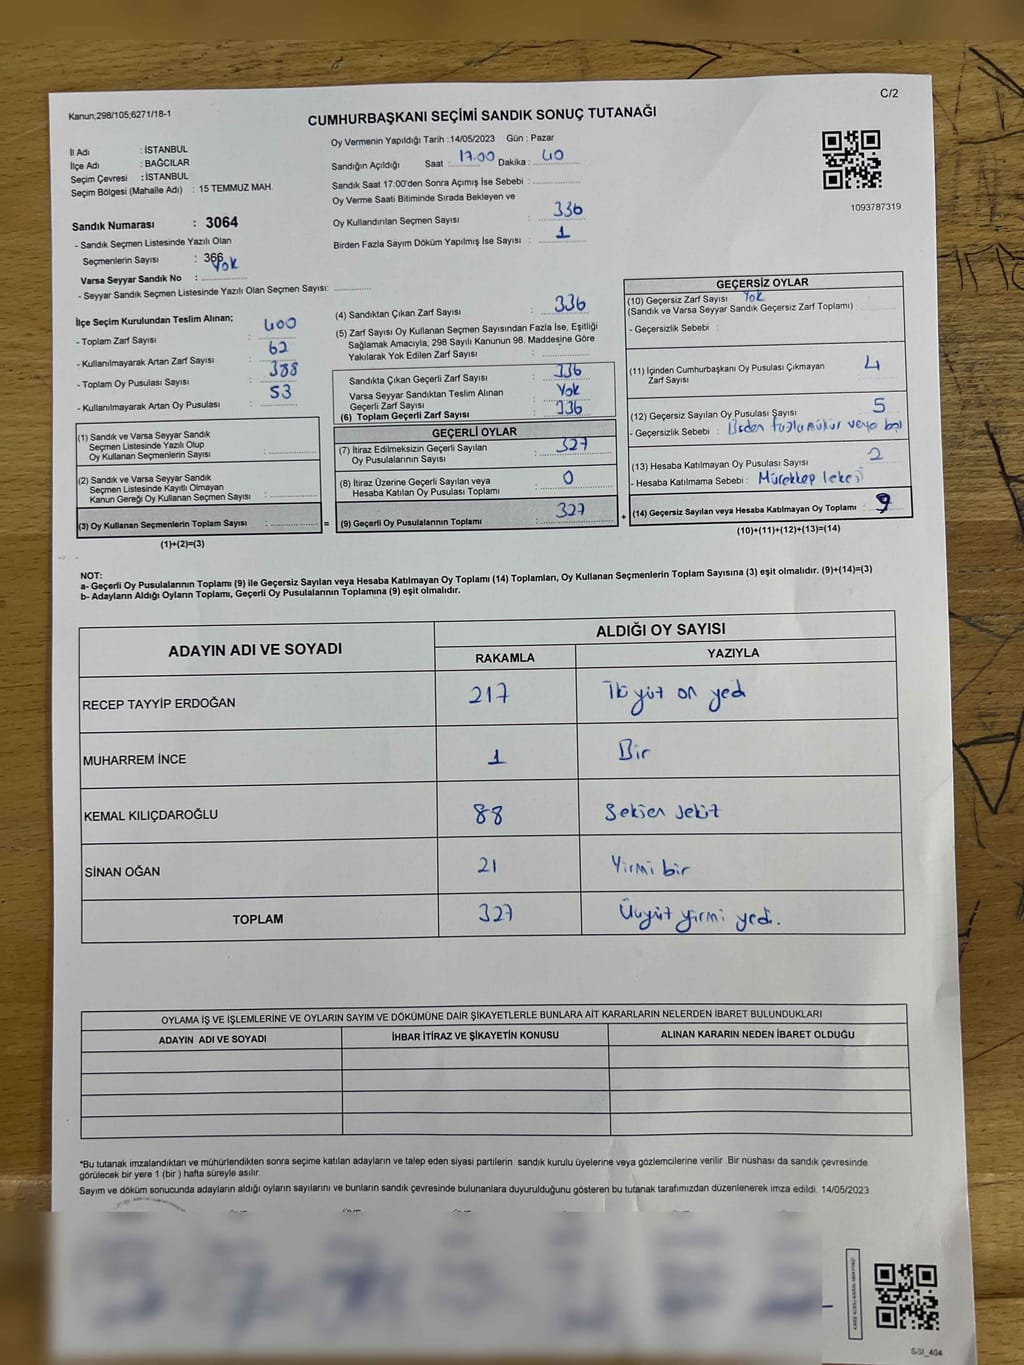 Kanun;298/105;6271/18-1
C/2
CUMHURBAŞKANI SEÇİMİ SANDIK SONUÇ TUTANAĞI
İl Adı : İSTANBUL
İlçe Adı : BAĞCILAR
Seçim Çevresi : İSTANBUL
Seçim Bölgesi (Mahalle Adı) : 15 TEMMUZ MAH.
Sandık Numarası : 3064
- Sandık Seçmen Listesinde Yazılı Olan
Seçmenlerin Sayısı : 366
Varsa Seyyar Sandık No : Yok
- Seyyar Sandık Seçmen Listesinde Yazılı Olan Seçmen Sayısı:
Oy Vermenin Yapıldığı Tarih : 14/05/2023 Gün : Pazar
Sandığın Açıldığı Saat : 17.00 Dakika : 40
Sandık Saat 17:00'den Sonra Açımış İse Sebebi :
Oy Verme Saati Bitiminde Sırada Bekleyen ve
Oy Kullandırılan Seçmen Sayısı : 336
Birden Fazla Sayım Döküm Yapılmış İse Sayısı : 1
1093787319
İlçe Seçim Kurulundan Teslim Alınan;
- Toplam Zarf Sayısı : 400
- Kullanılmayarak Artan Zarf Sayısı : 62
- Toplam Oy Pusulası Sayısı : 388
- Kullanılmayarak Artan Oy Pusulası : 53
(1) Sandık ve Varsa Seyyar Sandık
Seçmen Listesinde Yazılı Olup
Oy Kullanan Seçmenlerin Sayısı :
(2) Sandık ve Varsa Seyyar Sandık
Seçmen Listesinde Kayıtlı Olmayan
Kanun Gereği Oy Kullanan Seçmen Sayısı :
(3) Oy Kullanan Seçmenlerin Toplam Sayısı : =
(1)+(2)=(3)
(4) Sandıktan Çıkan Zarf Sayısı : 336
(5) Zarf Sayısı Oy Kullanan Seçmen Sayısından Fazla İse, Eşitliği
Sağlamak Amacıyla, 298 Sayılı Kanunun 98. Maddesine Göre
Yakılarak Yok Edilen Zarf Sayısı :
Sandıkta Çıkan Geçerli Zarf Sayısı : 336
Varsa Seyyar Sandıktan Teslim Alınan
Geçerli Zarf Sayısı : Yok
(6) Toplam Geçerli Zarf Sayısı : 336
GEÇERLİ OYLAR
(7) İtiraz Edilmeksizin Geçerli Sayılan
Oy Pusulalarının Sayısı : 327
(8) İtiraz Üzerine Geçerli Sayılan veya
Hesaba Katılan Oy Pusulası Toplamı : 0
(9) Geçerli Oy Pusulalarının Toplamı : 327 +
GEÇERSİZ OYLAR
(10) Geçersiz Zarf Sayısı Yok
(Sandık ve Varsa Seyyar Sandık Geçersiz Zarf Toplamı) :
- Geçersizlik Sebebi :
(11) İçinden Cumhurbaşkanı Oy Pusulası Çıkmayan
Zarf Sayısı : 4
(12) Geçersiz Sayılan Oy Pusulası Sayısı : 5
- Geçersizlik Sebebi : Birden fazla mühür veya boş
(13) Hesaba Katılmayan Oy Pusulası Sayısı : 2
- Hesaba Katılmama Sebebi : Mürekkep lekesi
(14) Geçersiz Sayılan veya Hesaba Katılmayan Oy Toplamı : 9
(10)+(11)+(12)+(13)=(14)
NOT:
a- Geçerli Oy Pusulalarının Toplamı (9) ile Geçersiz Sayılan veya Hesaba Katılmayan Oy Toplamı (14) Toplamları, Oy Kullanan Seçmenlerin Toplam Sayısına (3) eşit olmalıdır. (9)+(14)=(3)
b- Adayların Aldığı Oyların Toplamı, Geçerli Oy Pusulalarının Toplamına (9) eşit olmalıdır.
ADAYIN ADI VE SOYADI
ALDIĞI OY SAYISI
RAKAMLA YAZIYLA
RECEP TAYYİP ERDOĞAN 217 İki yüz on yedi
MUHARREM İNCE 1 Bir
KEMAL KILIÇDAROĞLU 88 Seksen sekiz
SİNAN OĞAN 21 Yirmi bir
TOPLAM 327 Üçyüz yirmi yedi.
OYLAMA İŞ VE İŞLEMLERİNE VE OYLARIN SAYIM VE DÖKÜMÜNE DAİR ŞİKAYETLERLE BUNLARA AİT KARARLARIN NELERDEN İBARET BULUNDUKLARI
ADAYIN ADI VE SOYADI İHBAR İTİRAZ VE ŞİKAYETİN KONUSU ALINAN KARARIN NEDEN İBARET OLDUĞU
*Bu tutanak imzalandıktan ve mühürlendikten sonra seçime katılan adayların ve talep eden siyasi partilerin sandık kurulu üyelerine veya gözlemcilerine verilir. Bir nüshası da sandık çevresinde
görülecek bir yere 1 (bir) hafta süreyle asılır.
Sayım ve döküm sonucunda adayların aldığı oyların sayılarını ve bunların sandık çevresinde bulunanlara duyurulduğunu gösteren bu tutanak tarafımızdan düzenlenerek imza edildi. 14/05/2023
SSI_404